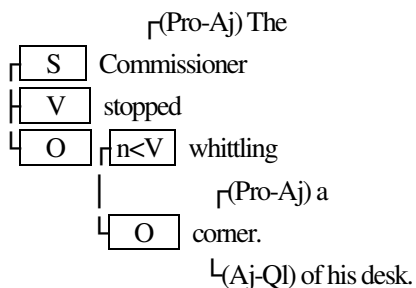 (Pro-Aj) The
S Commissioner
V stopped
O n<V whittling
(Pro-Aj) a
O corner.
(Aj-Ql) of his desk.